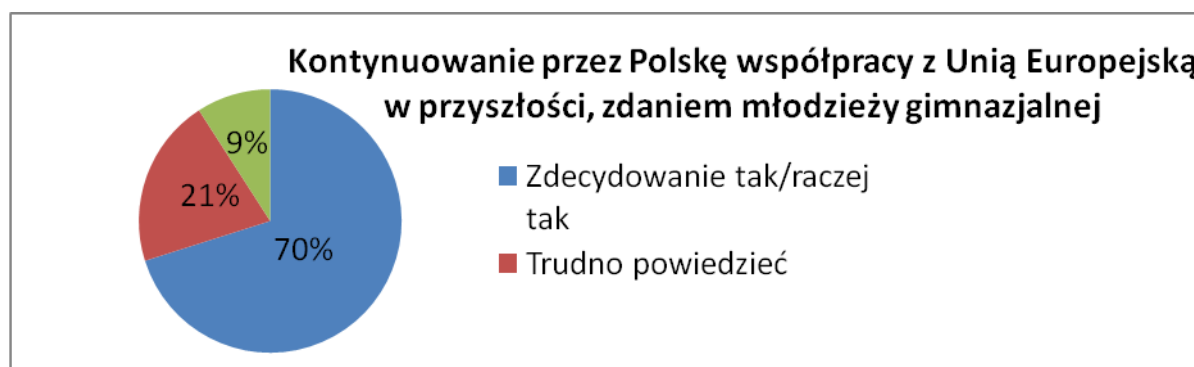 Kontynuowanie przez Polskę współpracy z Unią Europejską
w przyszłości, zdaniem młodzieży gimnazjalnej
9%
21%
70%
Zdecydowanie tak/raczej
tak
Trudno powiedzieć